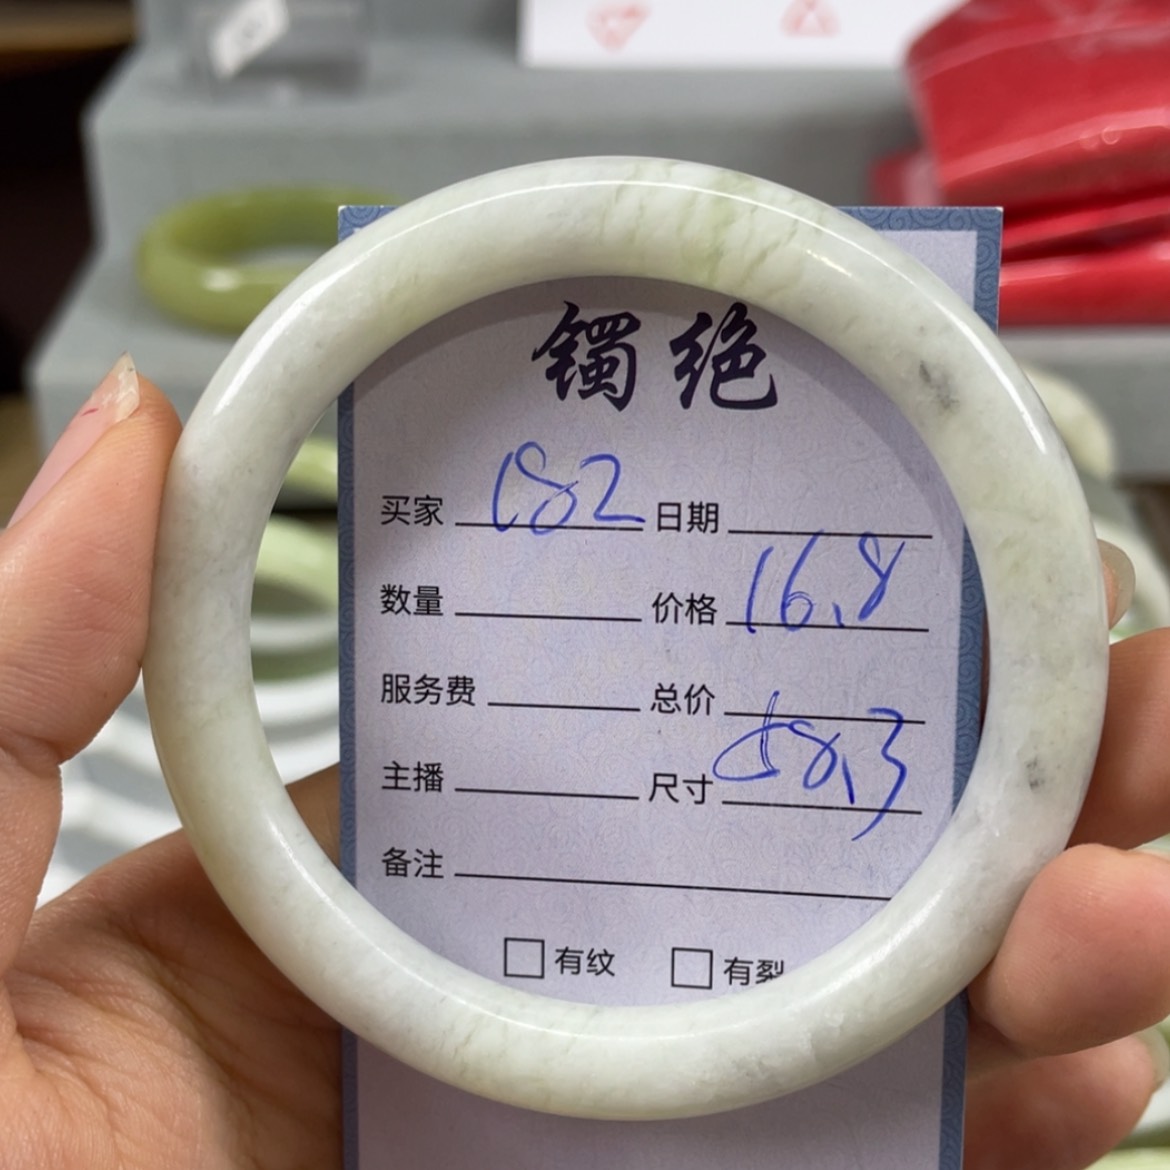 镯绝
买家 182 日期
数量 价格 16.8
服务费 总价
主播 尺寸 58.3
备注
□ 有纹 □ 有裂